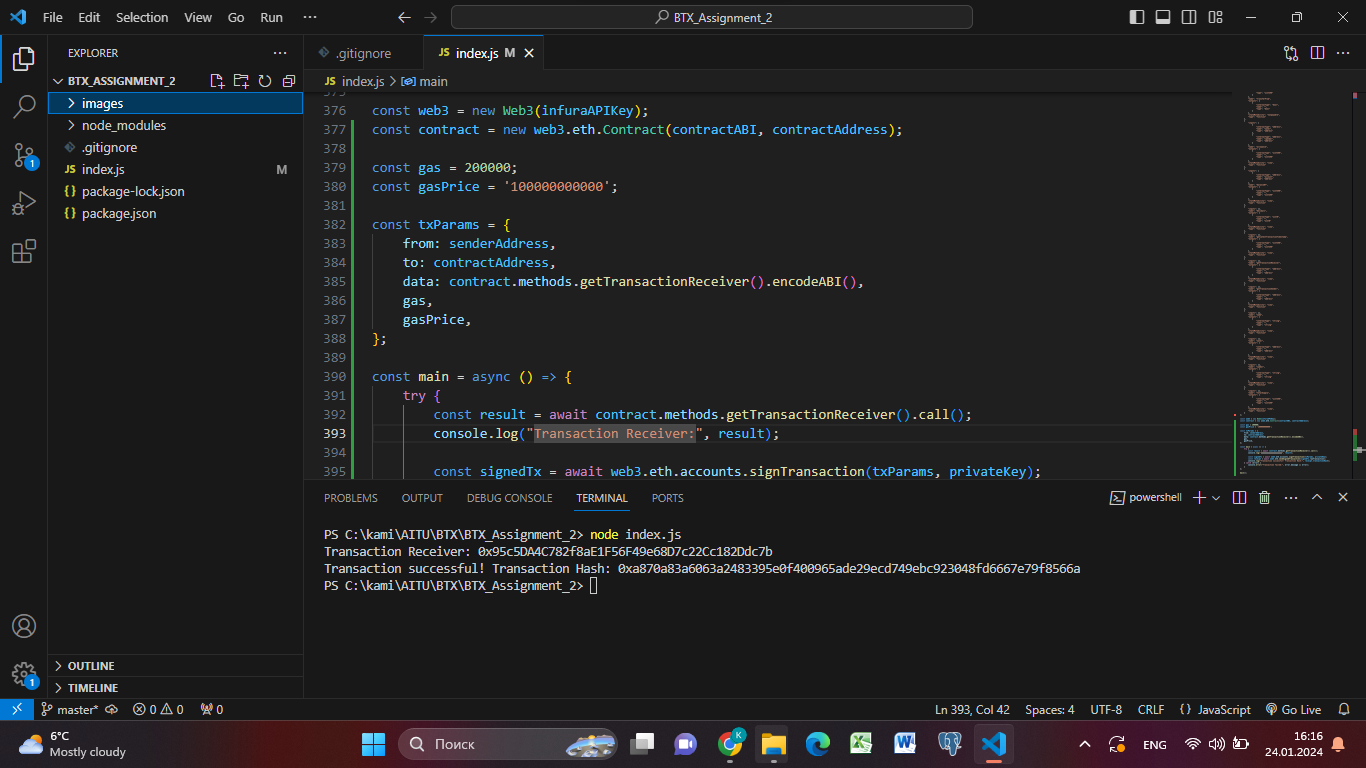 File Edit Selection View Go Run ···
BTX_Assignment_2
EXPLORER
BTX_ASSIGNMENT_2
images
node_modules
.gitignore
JS index.js M
{} package-lock.json
{} package.json
OUTLINE
TIMELINE
.gitignore
JS index.js M
JS index.js > main
376 const web3 = new Web3(infuraAPIKey);
377 const contract = new web3.eth.Contract(contractABI, contractAddress);
378
379 const gas = 200000;
380 const gasPrice = '100000000000';
381
382 const txParams = {
383 from: senderAddress,
384 to: contractAddress,
385 data: contract.methods.getTransactionReceiver().encodeABI(),
386 gas,
387 gasPrice,
388 };
389
390 const main = async () => {
391 try {
392 const result = await contract.methods.getTransactionReceiver().call();
393 console.log("Transaction Receiver:", result);
394
395 const signedTx = await web3.eth.accounts.signTransaction(txParams, privateKey);
PROBLEMS OUTPUT DEBUG CONSOLE TERMINAL PORTS
powershell
PS C:\kami\AITU\BTX\BTX_Assignment_2> node index.js
Transaction Receiver: 0x95c5DA4C782f8aE1F56F49e68D7c22Cc182Ddc7b
Transaction successful! Transaction Hash: 0xa870a83a6063a2483395e0f400965ade29ecd749ebc923048fd6667e79f8566a
PS C:\kami\AITU\BTX\BTX_Assignment_2>
master* 0 0 0
Ln 393, Col 42 Spaces: 4 UTF-8 CRLF {} JavaScript Go Live
6°C
Mostly cloudy
Поиск
ENG
16:16
24.01.2024